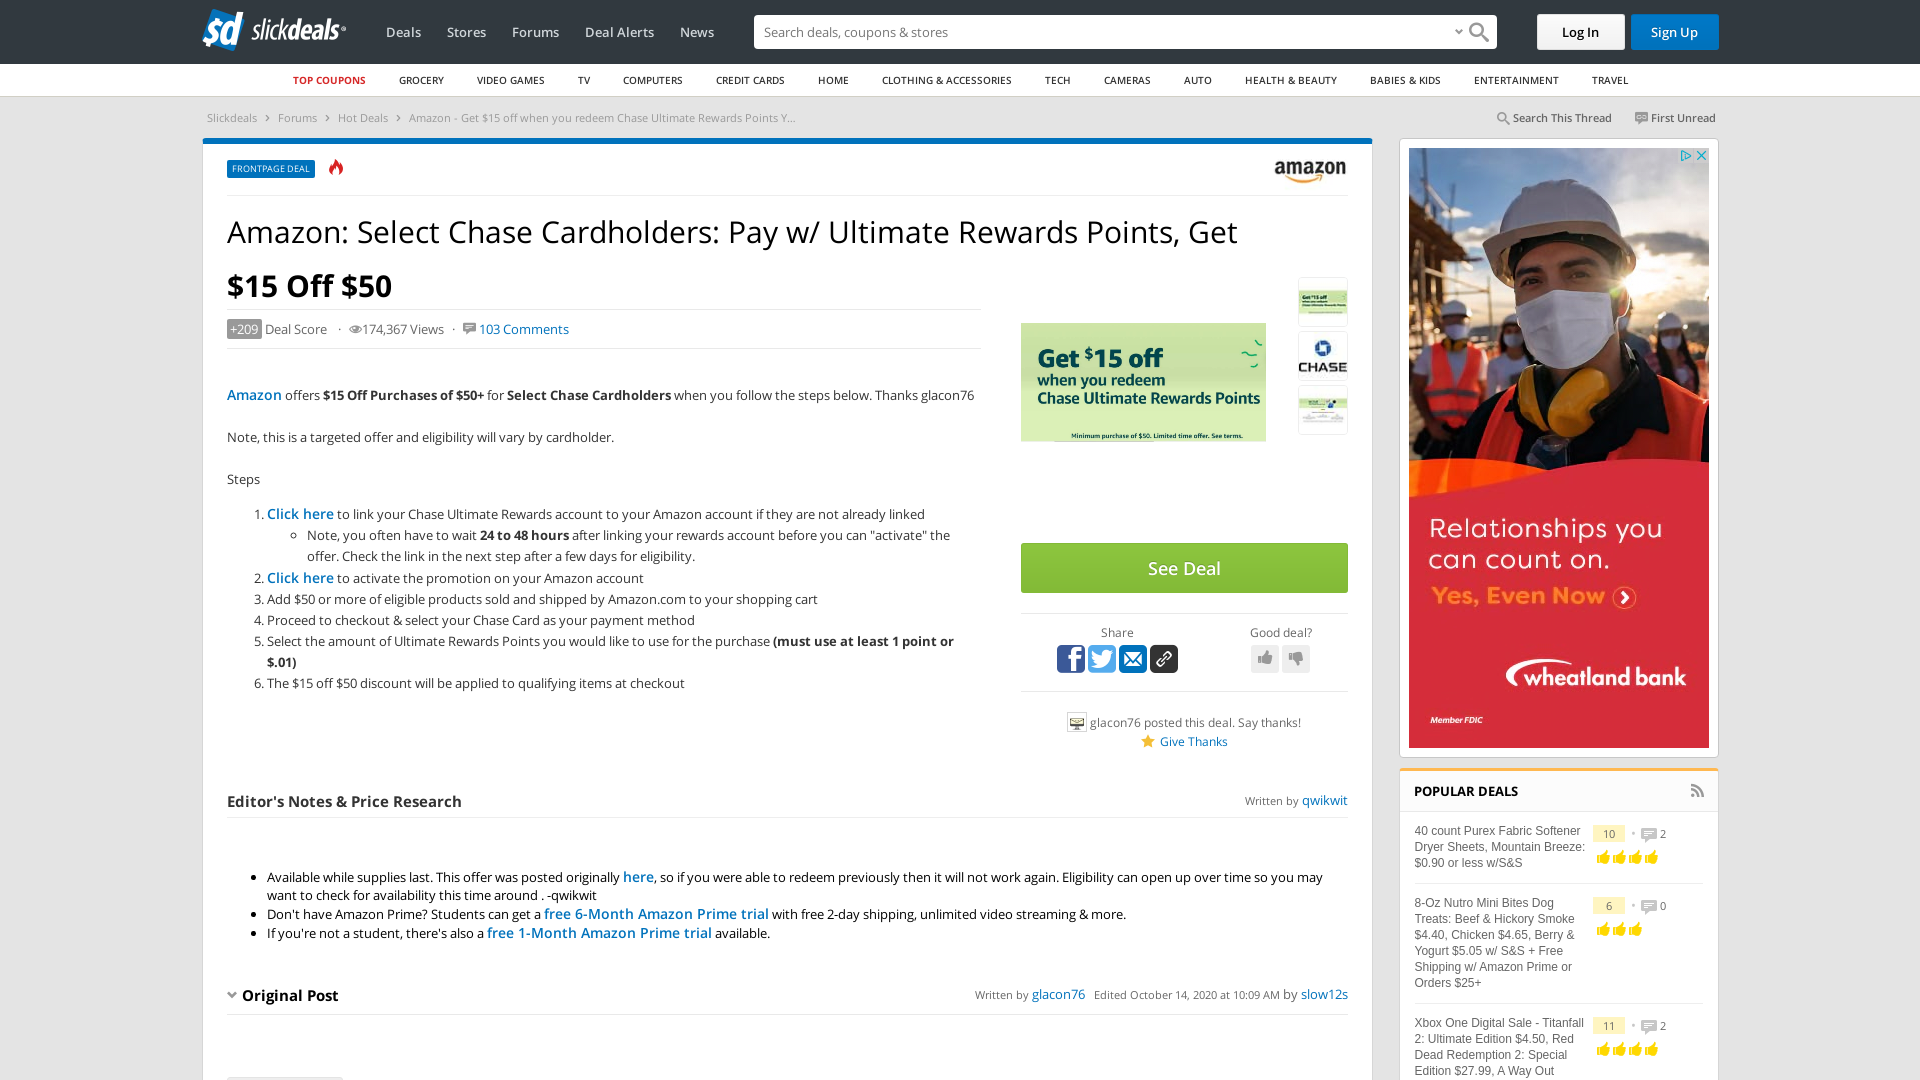 sd slickdeals
Deals
Stores
Forums
Deal Alerts
News
Search deals, coupons & stores
Log In
Sign Up
TOP COUPONS
GROCERY
VIDEO GAMES
TV
COMPUTERS
CREDIT CARDS
HOME
CLOTHING & ACCESSORIES
TECH
CAMERAS
AUTO
HEALTH & BEAUTY
BABIES & KIDS
ENTERTAINMENT
TRAVEL
Slickdeals > Forums > Hot Deals > Amazon - Get $15 off when you redeem Chase Ultimate Rewards Points Y...
Search This Thread
First Unread
FRONTPAGE DEAL
amazon
Amazon: Select Chase Cardholders: Pay w/ Ultimate Rewards Points, Get
$15 Off $50
+209 Deal Score · 174,367 Views · 103 Comments
Amazon offers $15 Off Purchases of $50+ for Select Chase Cardholders when you follow the steps below. Thanks glacon76
Note, this is a targeted offer and eligibility will vary by cardholder.
Steps
1. Click here to link your Chase Ultimate Rewards account to your Amazon account if they are not already linked
Note, you often have to wait 24 to 48 hours after linking your rewards account before you can "activate" the
offer. Check the link in the next step after a few days for eligibility.
2. Click here to activate the promotion on your Amazon account
3. Add $50 or more of eligible products sold and shipped by Amazon.com to your shopping cart
4. Proceed to checkout & select your Chase Card as your payment method
5. Select the amount of Ultimate Rewards Points you would like to use for the purchase (must use at least 1 point or
$.01)
6. The $15 off $50 discount will be applied to qualifying items at checkout
Get $15 off
when you redeem
Chase Ultimate Rewards Points
Minimum purchase of $50. Limited time offer. See terms.
Get $15 off
when you redeem
Chase Ultimate Rewards Points
CHASE
See Deal
Share
Good deal?
glacon76 posted this deal. Say thanks!
Give Thanks
Editor's Notes & Price Research
Written by qwikwit
Available while supplies last. This offer was posted originally here, so if you were able to redeem previously then it will not work again. Eligibility can open up over time so you may
want to check for availability this time around . -qwikwit
Don't have Amazon Prime? Students can get a free 6-Month Amazon Prime trial with free 2-day shipping, unlimited video streaming & more.
If you're not a student, there's also a free 1-Month Amazon Prime trial available.
Original Post
Written by glacon76 Edited October 14, 2020 at 10:09 AM by slow12s
Relationships you
can count on.
Yes, Even Now
wheatland bank
Member FDIC
POPULAR DEALS
40 count Purex Fabric Softener
Dryer Sheets, Mountain Breeze:
$0.90 or less w/S&S
10 • 2
8-Oz Nutro Mini Bites Dog
Treats: Beef & Hickory Smoke
$4.40, Chicken $4.65, Berry &
Yogurt $5.05 w/ S&S + Free
Shipping w/ Amazon Prime or
Orders $25+
6 • 0
Xbox One Digital Sale - Titanfall
2: Ultimate Edition $4.50, Red
Dead Redemption 2: Special
Edition $27.99, A Way Out
11 • 2